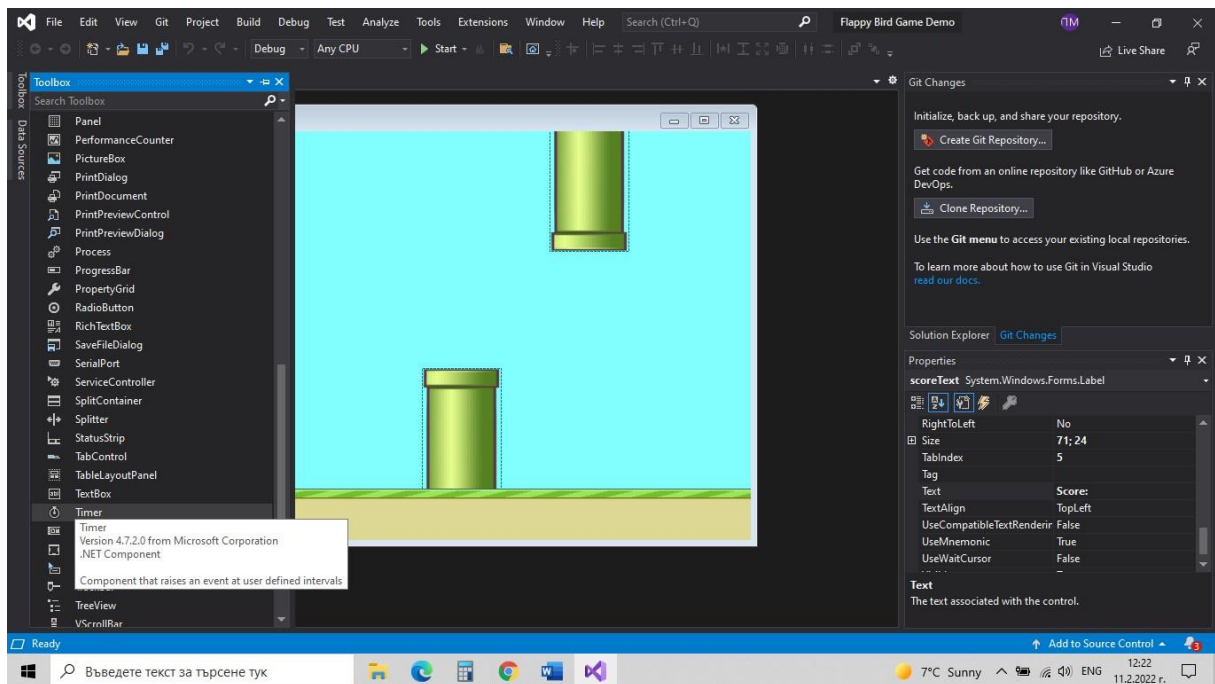 File Edit View Git Project Build Debug Test Analyze Tools Extensions Window Help Search (Ctrl+Q) Flappy Bird Game Demo ПМ
Debug Any CPU Start Live Share
Toolbox
Data Sources
Toolbox
Search Toolbox
Panel
PerformanceCounter
PictureBox
PrintDialog
PrintDocument
PrintPreviewControl
PrintPreviewDialog
Process
ProgressBar
PropertyGrid
RadioButton
RichTextBox
SaveFileDialog
SerialPort
ServiceController
SplitContainer
Splitter
StatusStrip
TabControl
TableLayoutPanel
TextBox
Timer
Timer
Version 4.7.2.0 from Microsoft Corporation
.NET Component
Component that raises an event at user defined intervals
TreeView
VScrollBar
Git Changes
Initialize, back up, and share your repository.
Create Git Repository...
Get code from an online repository like GitHub or Azure
DevOps.
Clone Repository...
Use the Git menu to access your existing local repositories.
To learn more about how to use Git in Visual Studio
read our docs.
Solution Explorer Git Changes
Properties
scoreText System.Windows.Forms.Label
RightToLeft No
Size 71; 24
TabIndex 5
Tag
Text Score:
TextAlign TopLeft
UseCompatibleTextRenderin False
UseMnemonic True
UseWaitCursor False
Text
The text associated with the control.
Ready Add to Source Control 3
Въведете текст за търсене тук 7°C Sunny ENG 12:22
11.2.2022 г.